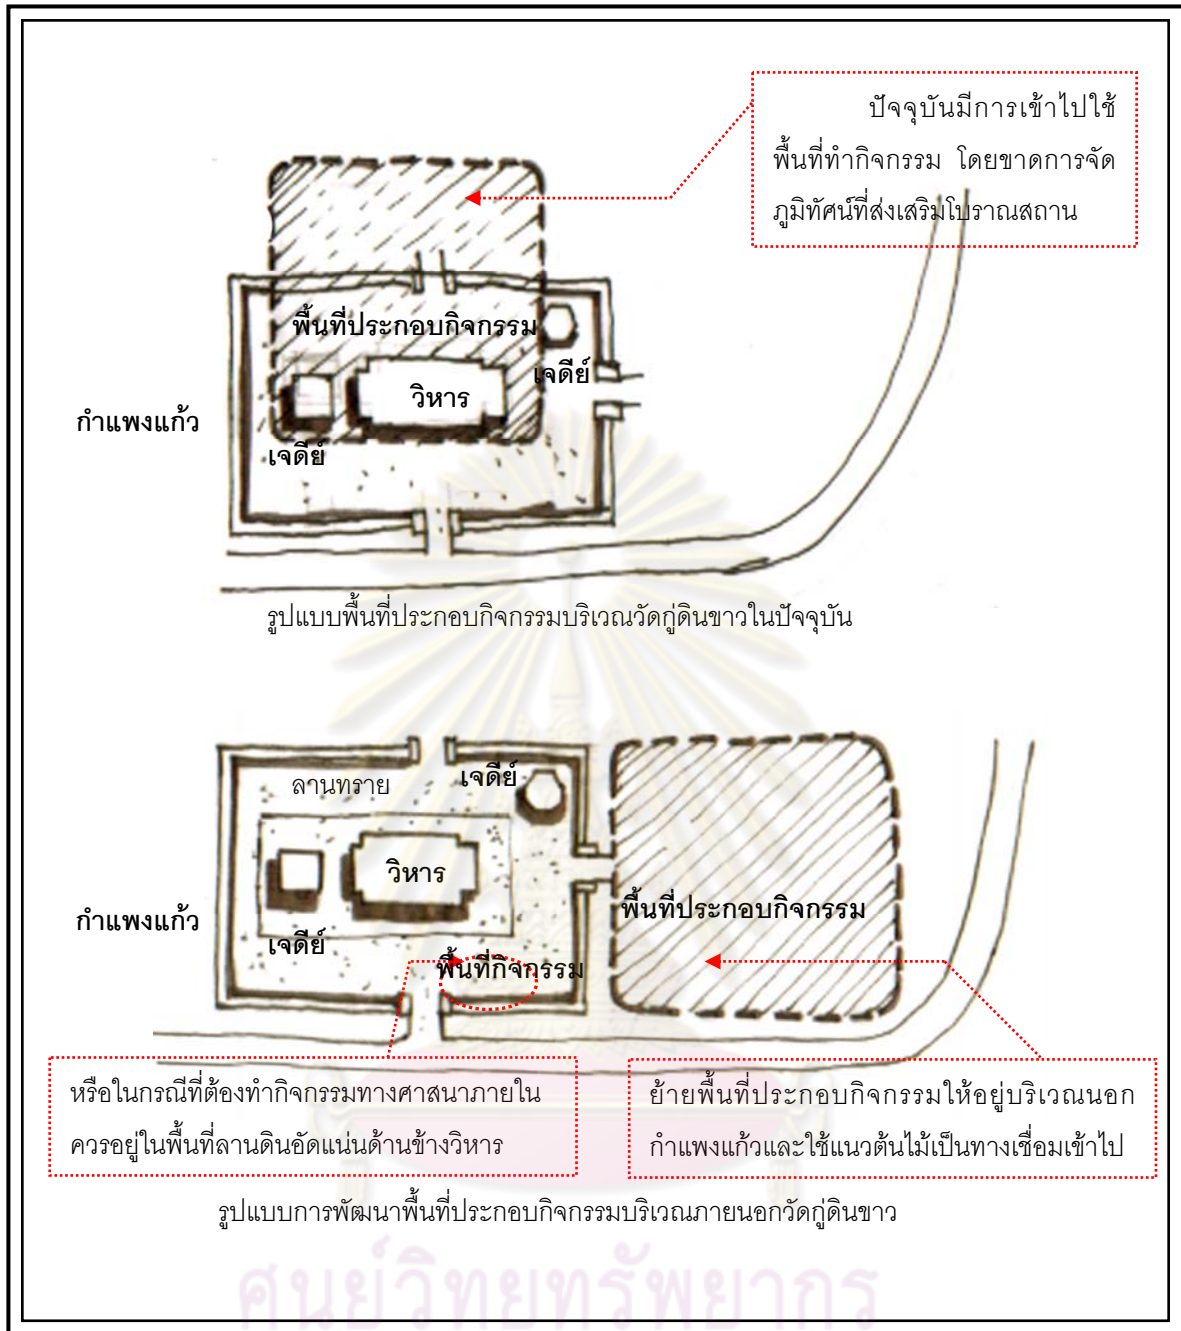 ปัจจุบันมีการเข้าไปใช้
พื้นที่ทำกิจกรรม โดยขาดการจัด
ภูมิทัศน์ที่ส่งเสริมโบราณสถาน
พื้นที่ประกอบกิจกรรม
เจดีย์
วิหาร
กำแพงแก้ว
เจดีย์
รูปแบบพื้นที่ประกอบกิจกรรมบริเวณวัดกู่ดินขาวในปัจจุบัน
ลานทราย
เจดีย์
วิหาร
พื้นที่ประกอบกิจกรรม
กำแพงแก้ว
เจดีย์
พื้นที่กิจกรรม
หรือในกรณีที่ต้องทำกิจกรรมทางศาสนาภายใน
ควรอยู่ในพื้นที่ลานดินอัดแน่นด้านข้างวิหาร
ย้ายพื้นที่ประกอบกิจกรรมให้อยู่บริเวณนอก
กำแพงแก้วและใช้แนวต้นไม้เป็นทางเชื่อมเข้าไป
รูปแบบการพัฒนาพื้นที่ประกอบกิจกรรมบริเวณภายนอกวัดกู่ดินขาว
ศูนย์วิทยทรัพยากร